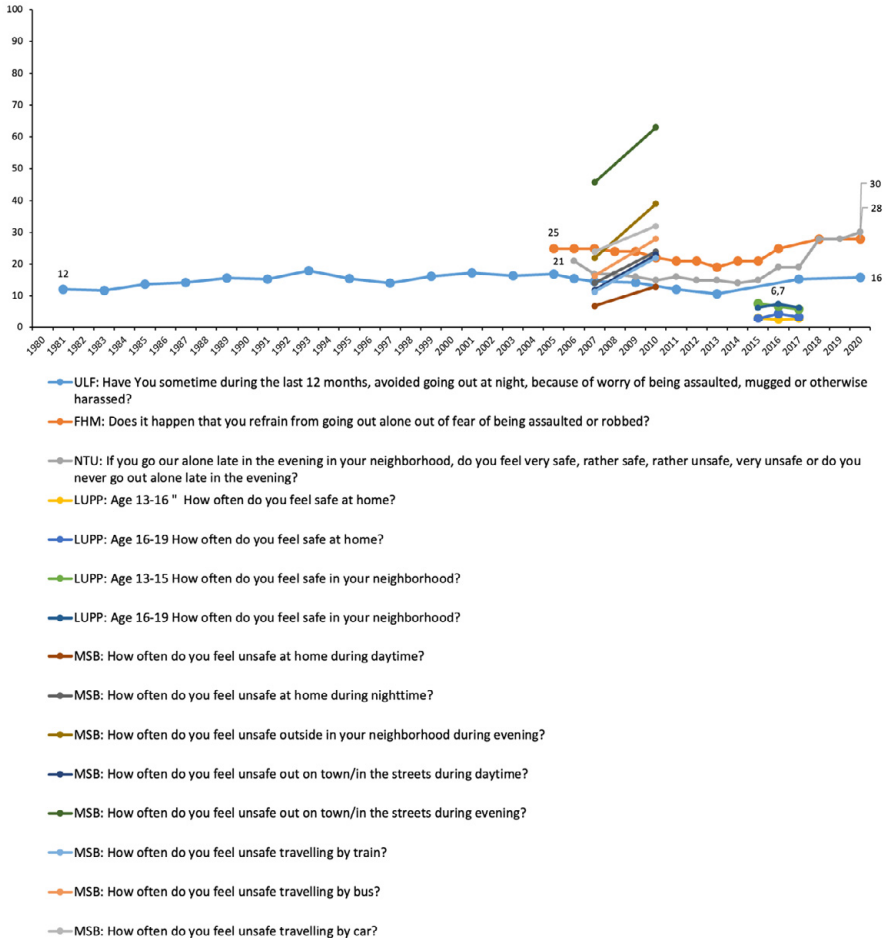 100
90
80
70
60
50
40
30
20
10
0
30
28
25
21
12
16
6,7
1980 1981 1982 1983 1984 1985 1986 1987 1988 1989 1990 1991 1992 1993 1994 1995 1996 1997 1998 1999 2000 2001 2002 2003 2004 2005 2006 2007 2008 2009 2010 2011 2012 2013 2014 2015 2016 2017 2018 2019 2020
ULF: Have You sometime during the last 12 months, avoided going out at night, because of worry of being assaulted, mugged or otherwise
harassed?
FHM: Does it happen that you refrain from going out alone out of fear of being assaulted or robbed?
NTU: If you go our alone late in the evening in your neighborhood, do you feel very safe, rather safe, rather unsafe, very unsafe or do you
never go out alone late in the evening?
LUPP: Age 13-16 " How often do you feel safe at home?
LUPP: Age 16-19 How often do you feel safe at home?
LUPP: Age 13-15 How often do you feel safe in your neighborhood?
LUPP: Age 16-19 How often do you feel safe in your neighborhood?
MSB: How often do you feel unsafe at home during daytime?
MSB: How often do you feel unsafe at home during nighttime?
MSB: How often do you feel unsafe outside in your neighborhood during evening?
MSB: How often do you feel unsafe out on town/in the streets during daytime?
MSB: How often do you feel unsafe out on town/in the streets during evening?
MSB: How often do you feel unsafe travelling by train?
MSB: How often do you feel unsafe travelling by bus?
MSB: How often do you feel unsafe travelling by car?